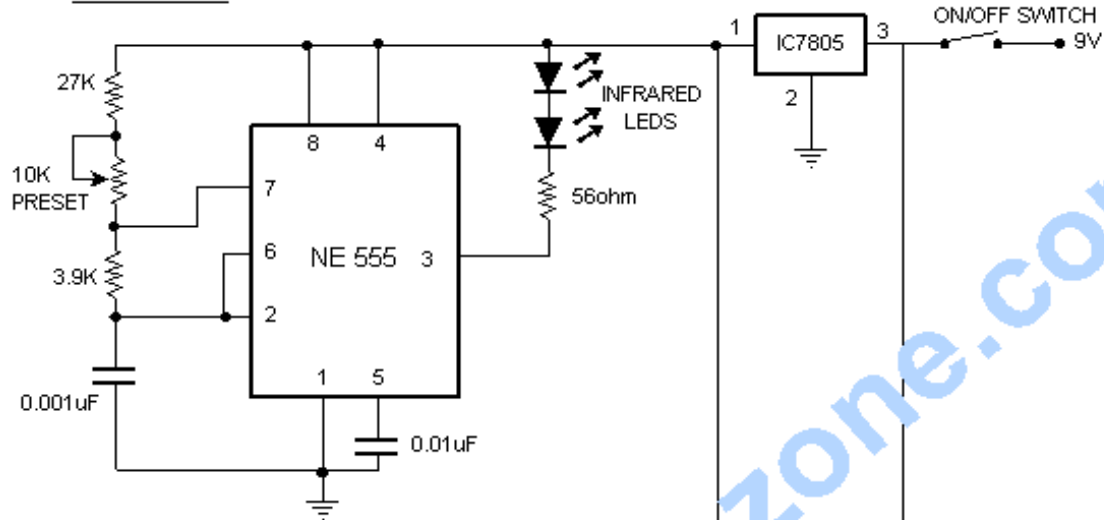 ON/OFF SWITCH
1
IC7805
3
9V
2
27K
INFRARED
LEDS
8
4
10K
PRESET
7
56ohm
3.9K
6
NE 555
3
2
1
5
0.001uF
0.01uF
zone.co